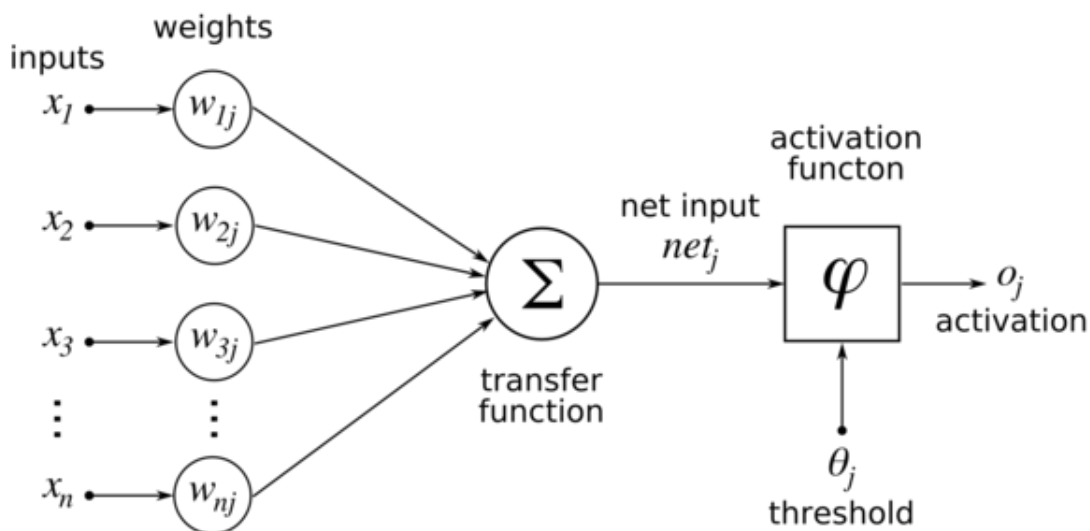 weights
inputs
x₁
w₁ⱼ
x₂
w₂ⱼ
x₃
w₃ⱼ
⋮
⋮
xₙ
wₙⱼ
Σ
transfer
function
net input
netⱼ
activation
functon
φ
oⱼ
activation
θⱼ
threshold